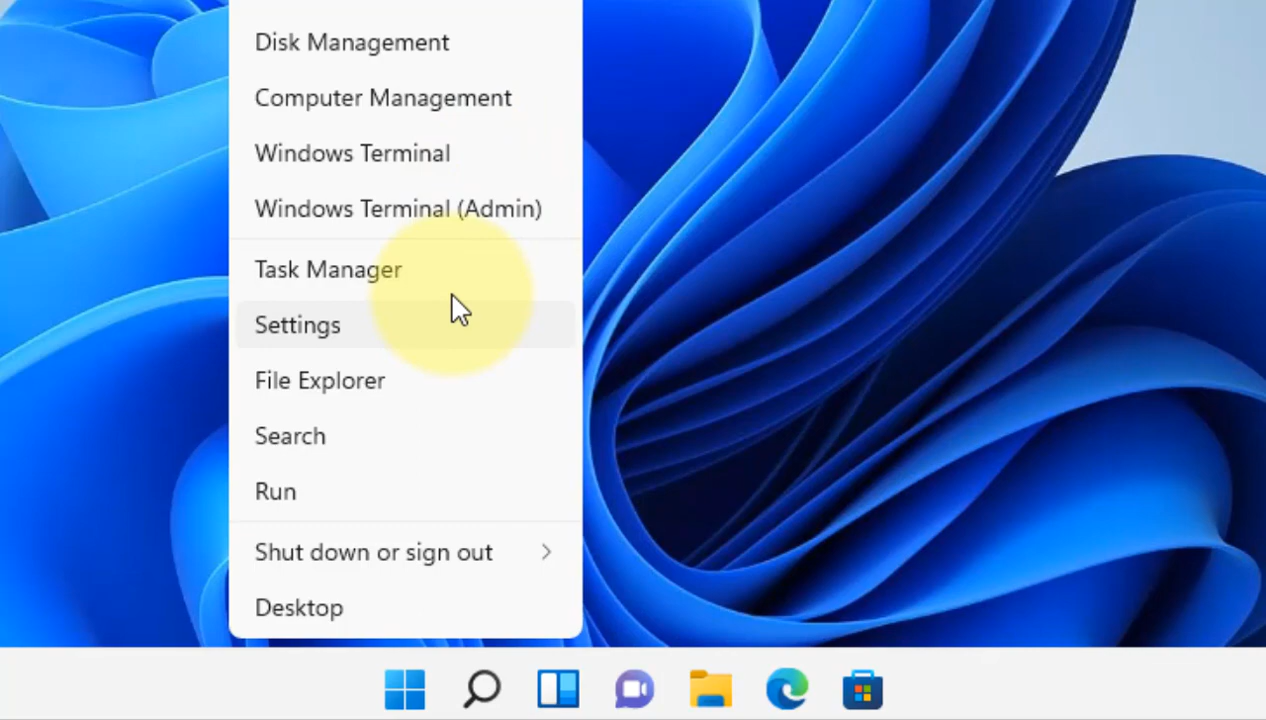 Disk Management
Computer Management
Windows Terminal
Windows Terminal (Admin)
Task Manager
Settings
File Explorer
Search
Run
Shut down or sign out
Desktop